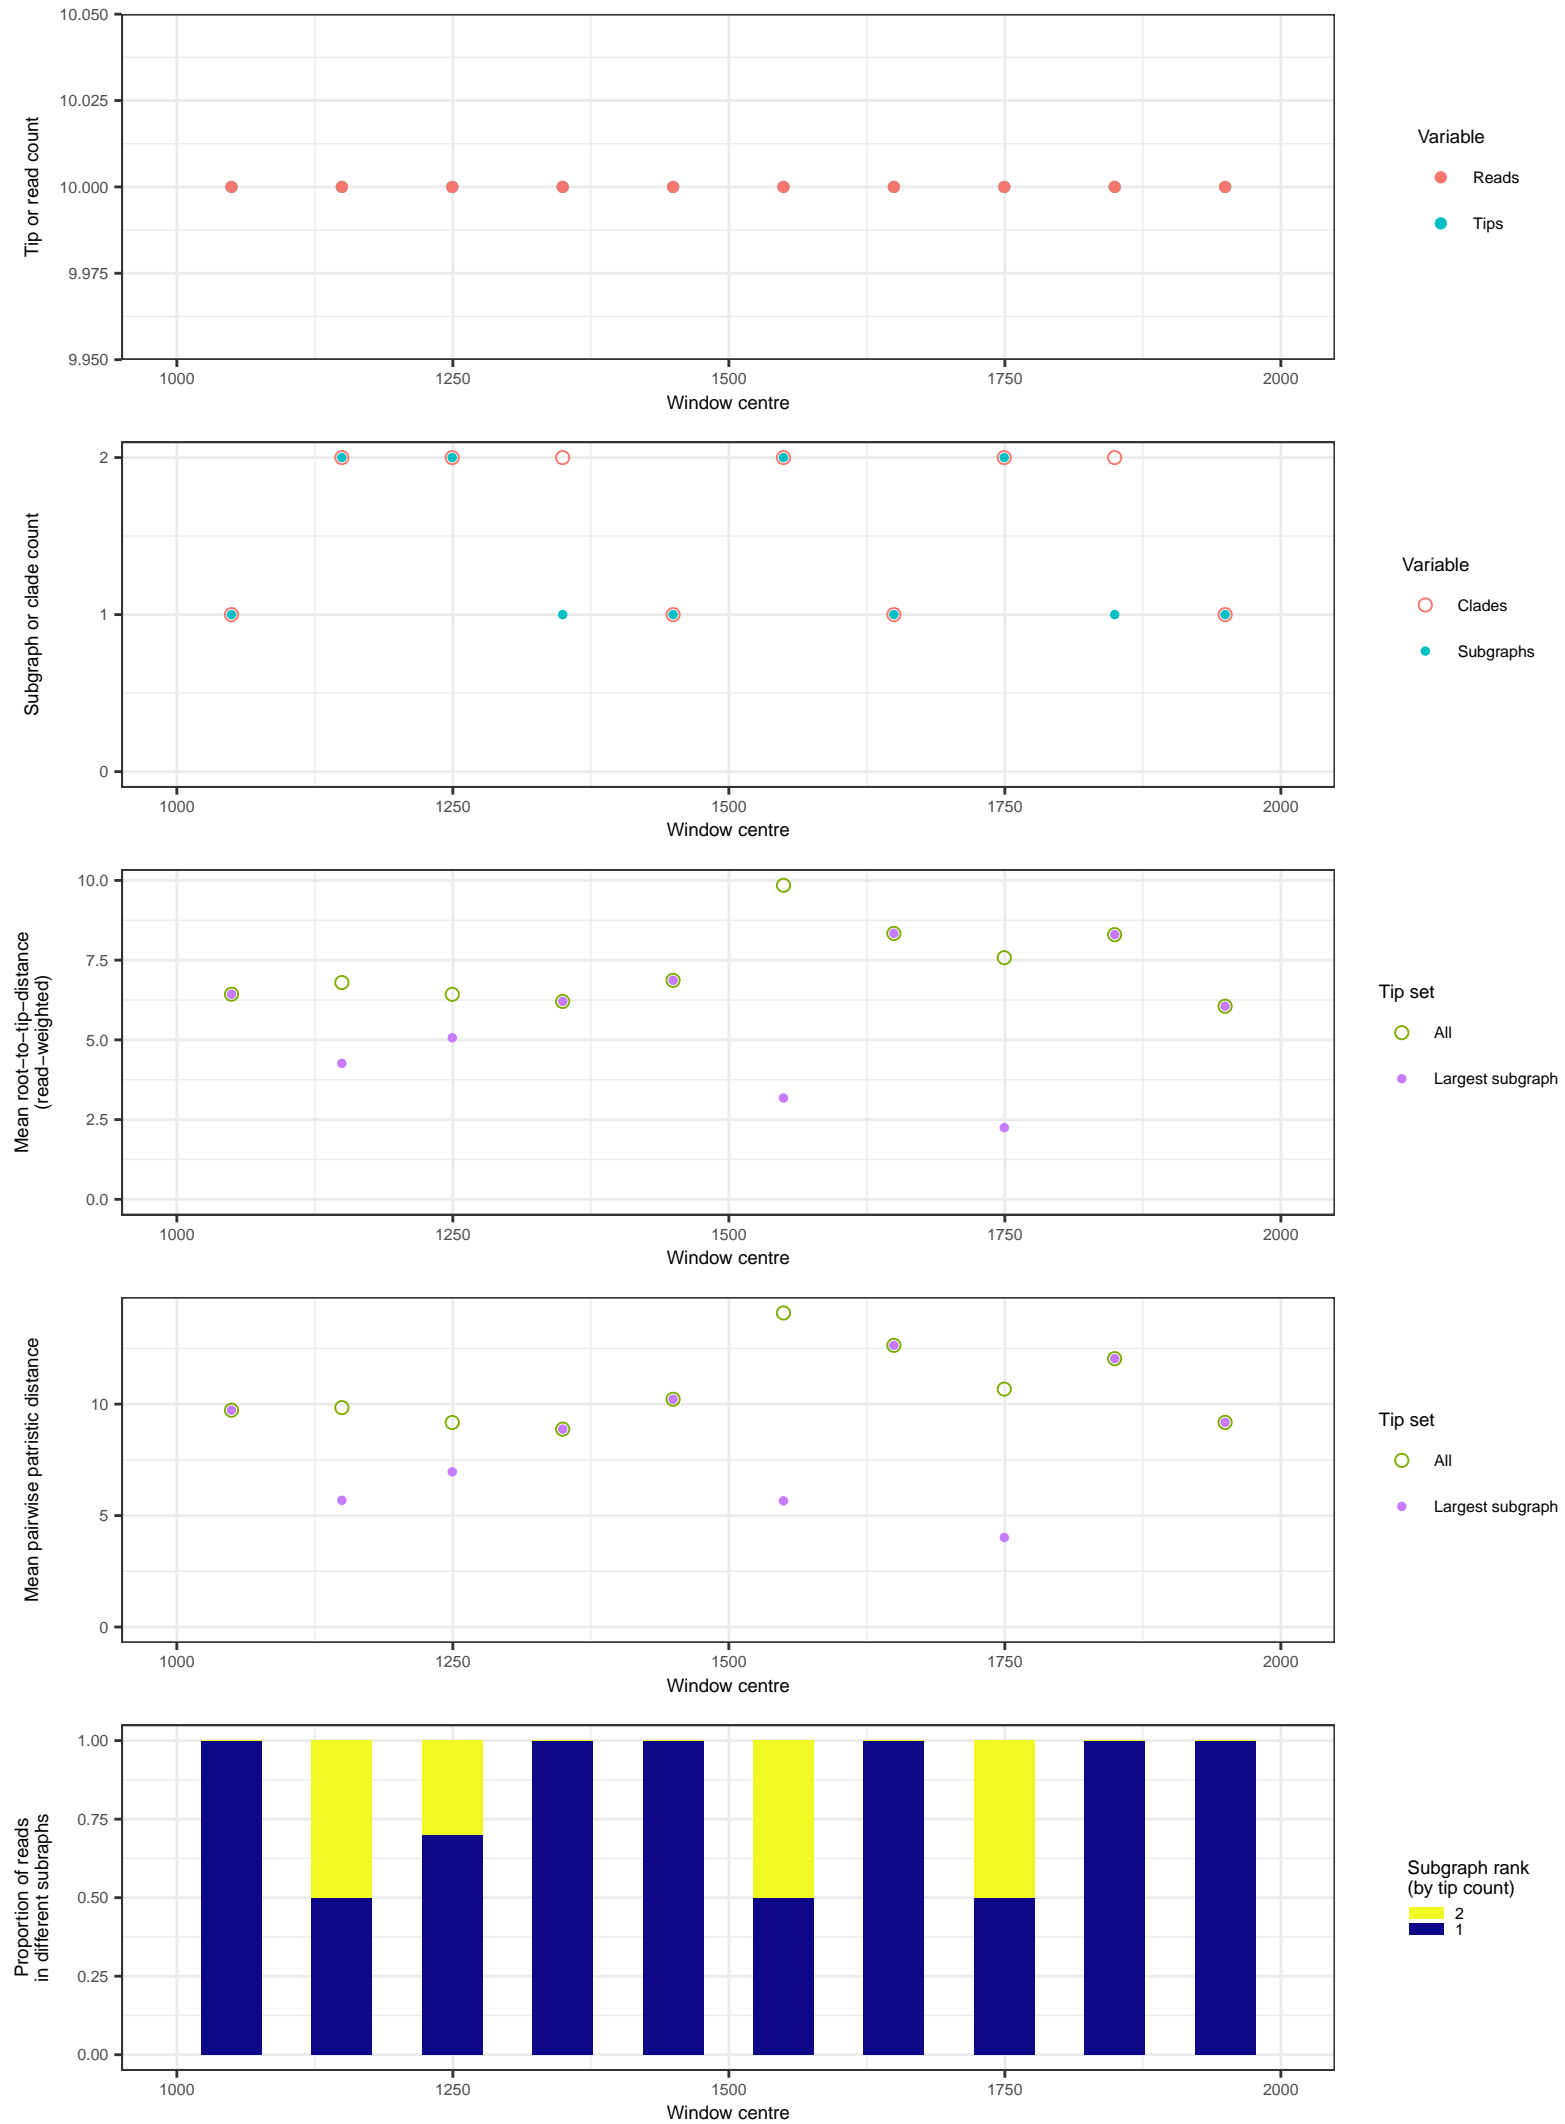 10.050
10.025
10.000
9.975
9.950
Tip or read count
1000 1250 1500 1750 2000
Window centre
Variable
Reads
Tips
2
1
0
Subgraph or clade count
1000 1250 1500 1750 2000
Window centre
Variable
Clades
Subgraphs
10.0
7.5
5.0
2.5
0.0
Mean root−to−tip−distance
(read−weighted)
1000 1250 1500 1750 2000
Window centre
Tip set
All
Largest subgraph
10
5
0
Mean pairwise patristic distance
1000 1250 1500 1750 2000
Window centre
Tip set
All
Largest subgraph
1.00
0.75
0.50
0.25
0.00
Proportion of reads
in different subraphs
1000 1250 1500 1750 2000
Window centre
Subgraph rank
(by tip count)
2
1